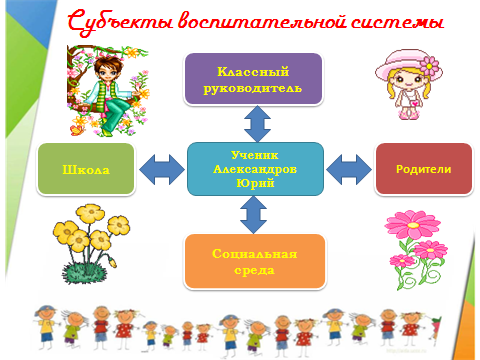 Субъекты воспитательной системы
Классный
руководитель
Школа
Ученик
Александров
Юрий
Родители
Социальная
среда